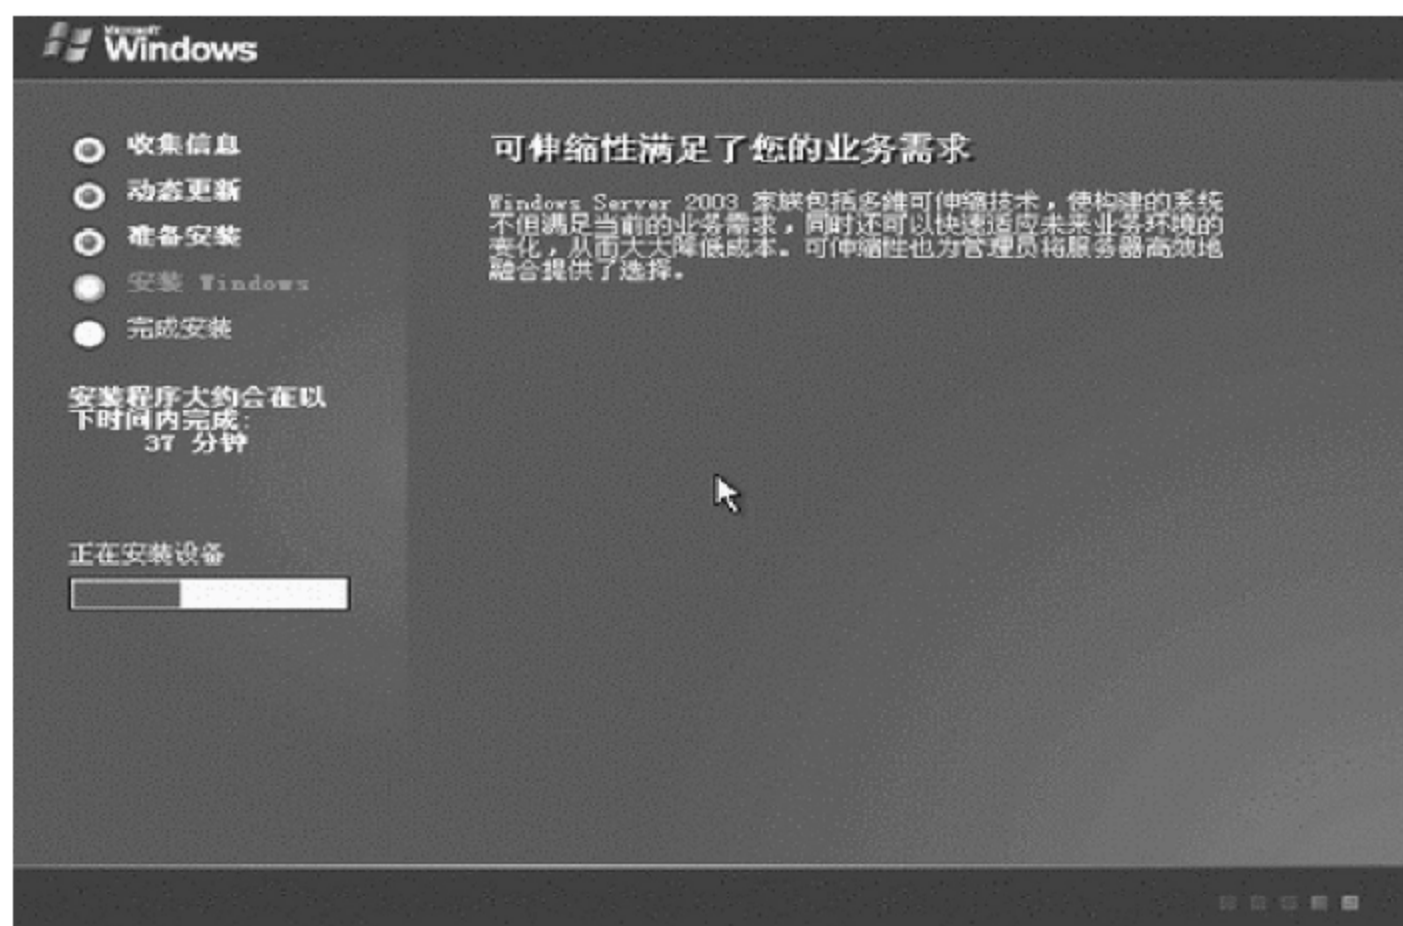 Microsoft
Windows
收集信息
动态更新
准备安装
安装 Windows
完成安装
安装程序大约会在以
下时间内完成:
37 分钟
正在安装设备
可伸缩性满足了您的业务需求
Windows Server 2003 家族包括多维可伸缩技术，使构建的系统
不但满足当前的业务需求，同时还可以快速适应未来业务环境的
变化，从而大大降低成本。可伸缩性也为管理员将服务器高效地
融合提供了选择。